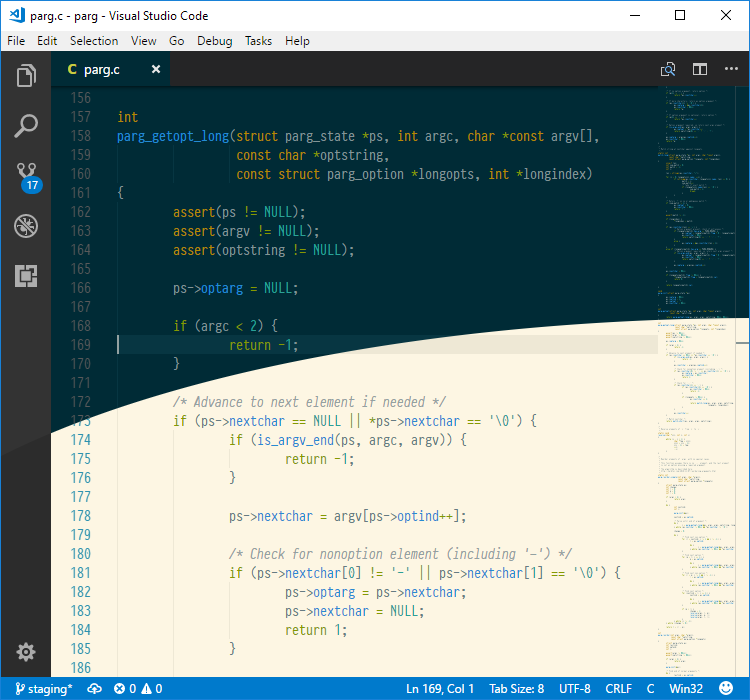 parg.c - parg - Visual Studio Code
File Edit Selection View Go Debug Tasks Help
C parg.c
156
157 int
158 parg_getopt_long(struct parg_state *ps, int argc, char *const argv[],
159 const char *optstring,
160 const struct parg_option *longopts, int *longindex)
161 {
162 assert(ps != NULL);
163 assert(argv != NULL);
164 assert(optstring != NULL);
165
166 ps->optarg = NULL;
167
168 if (argc < 2) {
169 return -1;
170 }
171
172 /* Advance to next element if needed */
173 if (ps->nextchar == NULL || *ps->nextchar == '\0') {
174 if (is_argv_end(ps, argc, argv)) {
175 return -1;
176 }
177
178 ps->nextchar = argv[ps->optind++];
179
180 /* Check for nonoption element (including '-') */
181 if (ps->nextchar[0] != '-' || ps->nextchar[1] == '\0') {
182 ps->optarg = ps->nextchar;
183 ps->nextchar = NULL;
184 return 1;
185 }
186
17
staging* 0 0 Ln 169, Col 1 Tab Size: 8 UTF-8 CRLF C Win32